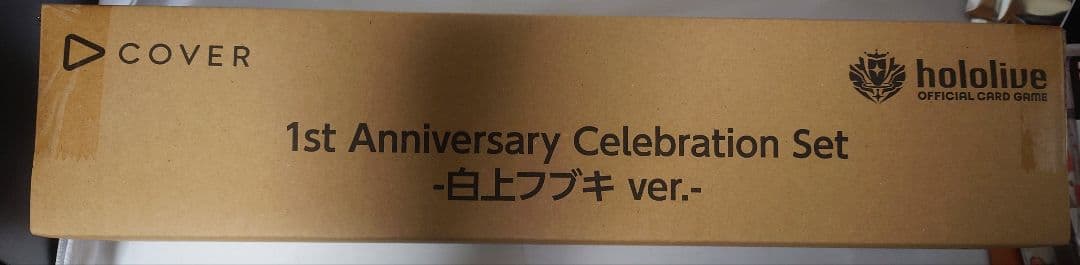 COVER
hololive
OFFICIAL CARD GAME
1st Anniversary Celebration Set
-白上フブキ ver.-